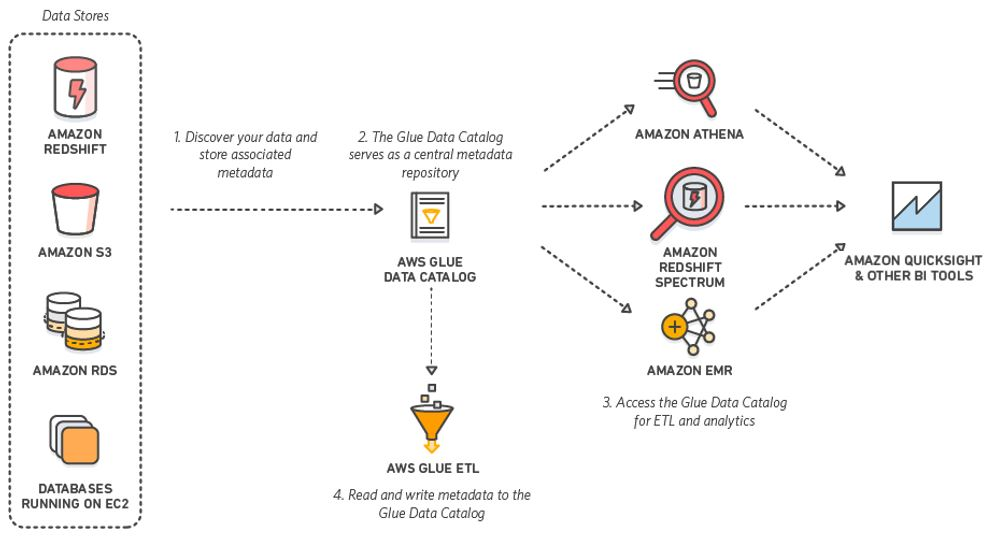 Data Stores
AMAZON
REDSHIFT
AMAZON S3
AMAZON RDS
DATABASES
RUNNING ON EC2
1. Discover your data and
store associated
metadata
2. The Glue Data Catalog
serves as a central metadata
repository
AWS GLUE
DATA CATALOG
AWS GLUE ETL
4. Read and write metadata to the
Glue Data Catalog
AMAZON ATHENA
AMAZON
REDSHIFT
SPECTRUM
AMAZON EMR
3. Access the Glue Data Catalog
for ETL and analytics
AMAZON QUICKSIGHT
& OTHER BI TOOLS